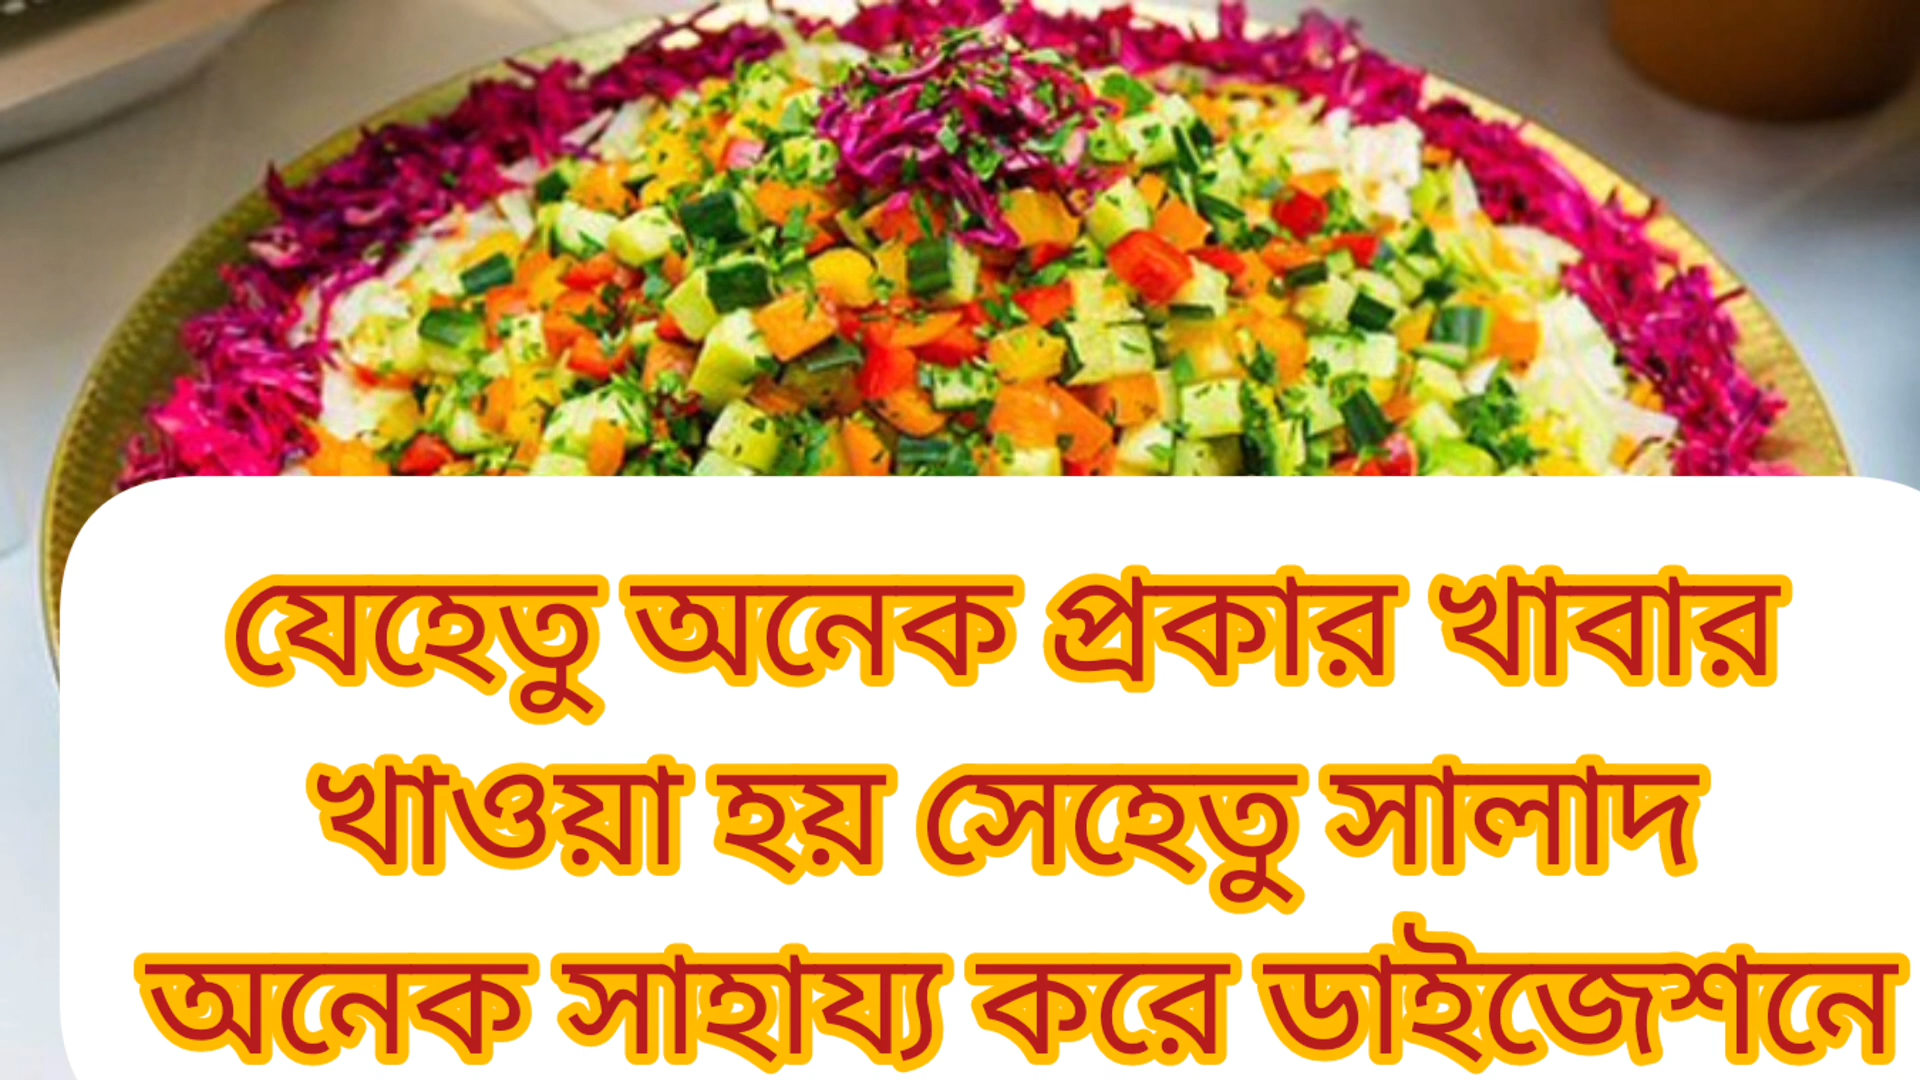 যেহেতু অনেক প্রকার খাবার
খাওয়া হয় সেহেতু সালাদ
অনেক সাহায্য করে ডাইজেশনে